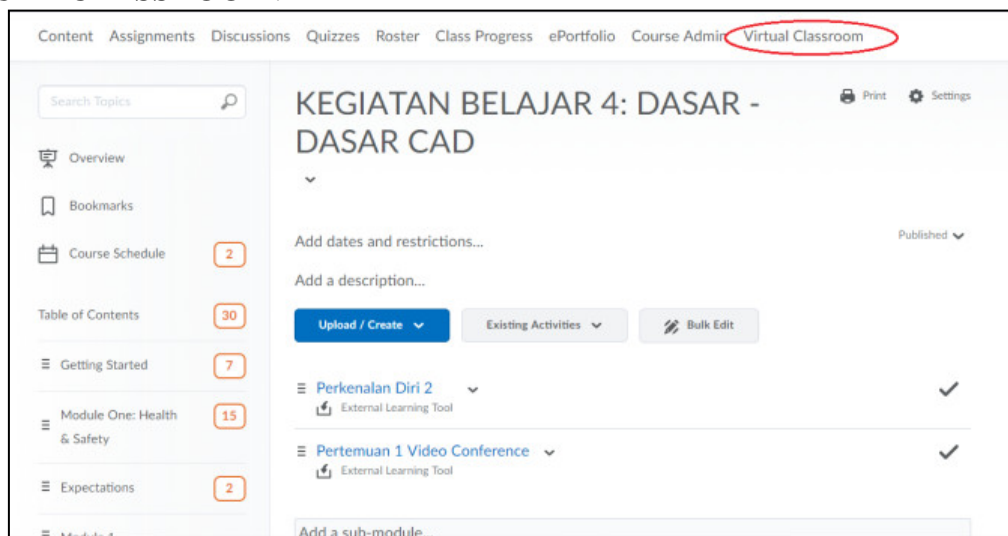 Content Assignments Discussions Quizzes Roster Class Progress ePortfolio Course Admin Virtual Classroom
Search Topics
Overview
Bookmarks
Course Schedule 2
Table of Contents 30
Getting Started 7
Module One: Health & Safety 15
Expectations 2
KEGIATAN BELAJAR 4: DASAR -
DASAR CAD
Print Settings
Add dates and restrictions...
Published
Add a description...
Upload / Create Existing Activities Bulk Edit
Perkenalan Diri 2
External Learning Tool
Pertemuan 1 Video Conference
External Learning Tool
Add a sub-module...